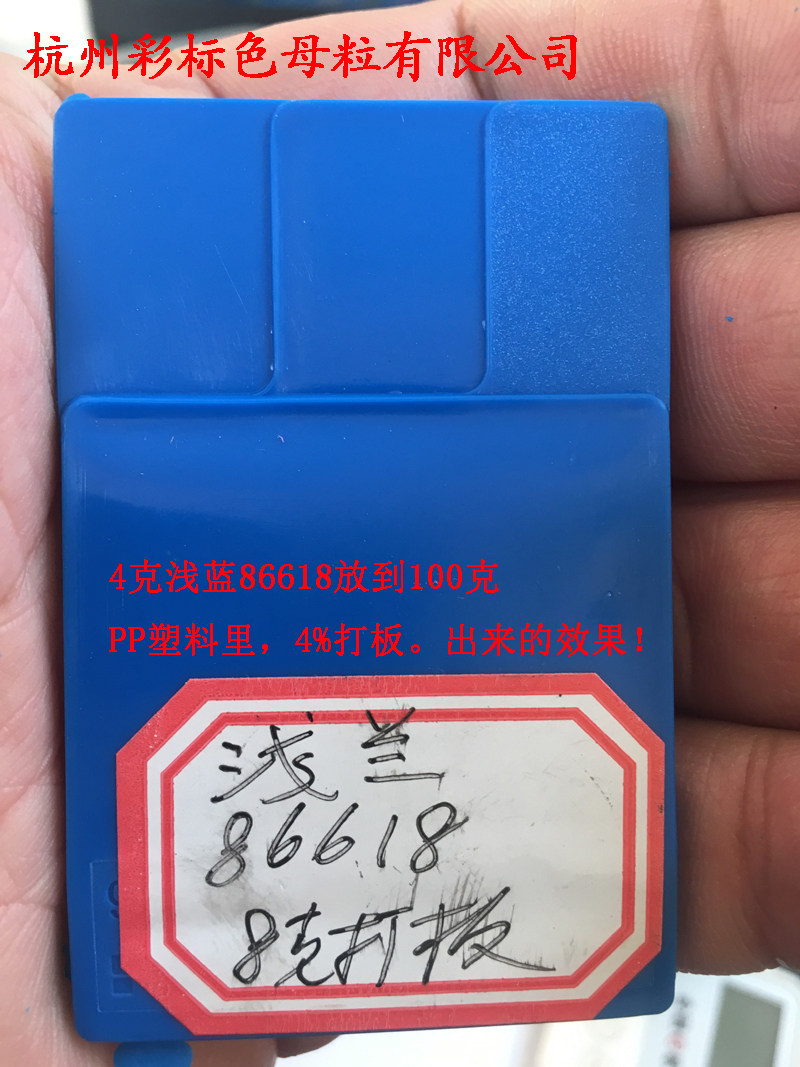 杭州彩标色母粒有限公司
4克浅蓝86618放到100克
PP塑料里，4%打板。出来的效果！
浅兰
86618
8克打板